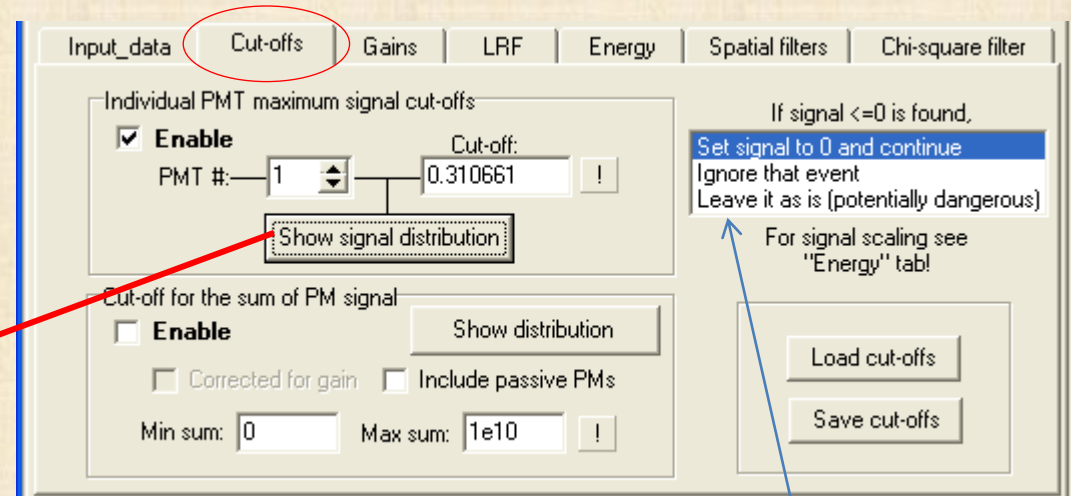 Input_data Cut-offs Gains LRF Energy Spatial filters Chi-square filter
Individual PMT maximum signal cut-offs
Enable
Cut-off:
PMT #: 1 0.310661 !
Show signal distribution
If signal <=0 is found,
Set signal to 0 and continue
Ignore that event
Leave it as is (potentially dangerous)
For signal scaling see
"Energy" tab!
Cut-off for the sum of PM signal
Enable Show distribution
Corrected for gain Include passive PMs
Min sum: 0 Max sum: 1e10 !
Load cut-offs
Save cut-offs